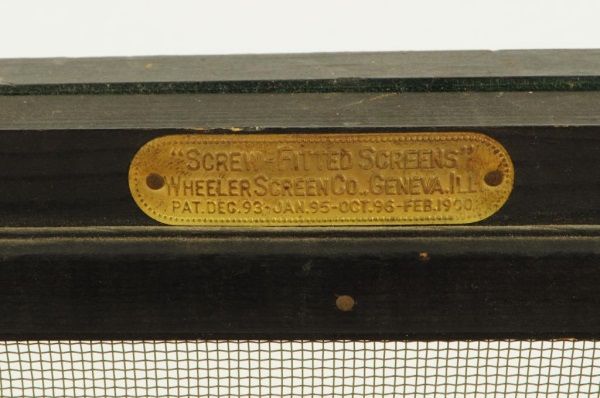 "SCREW-FITTED SCREENS"
WHEELER SCREEN CO., GENEVA, ILL.
PAT. DEC. 93-JAN. 95-OCT. 96-FEB. 1900.